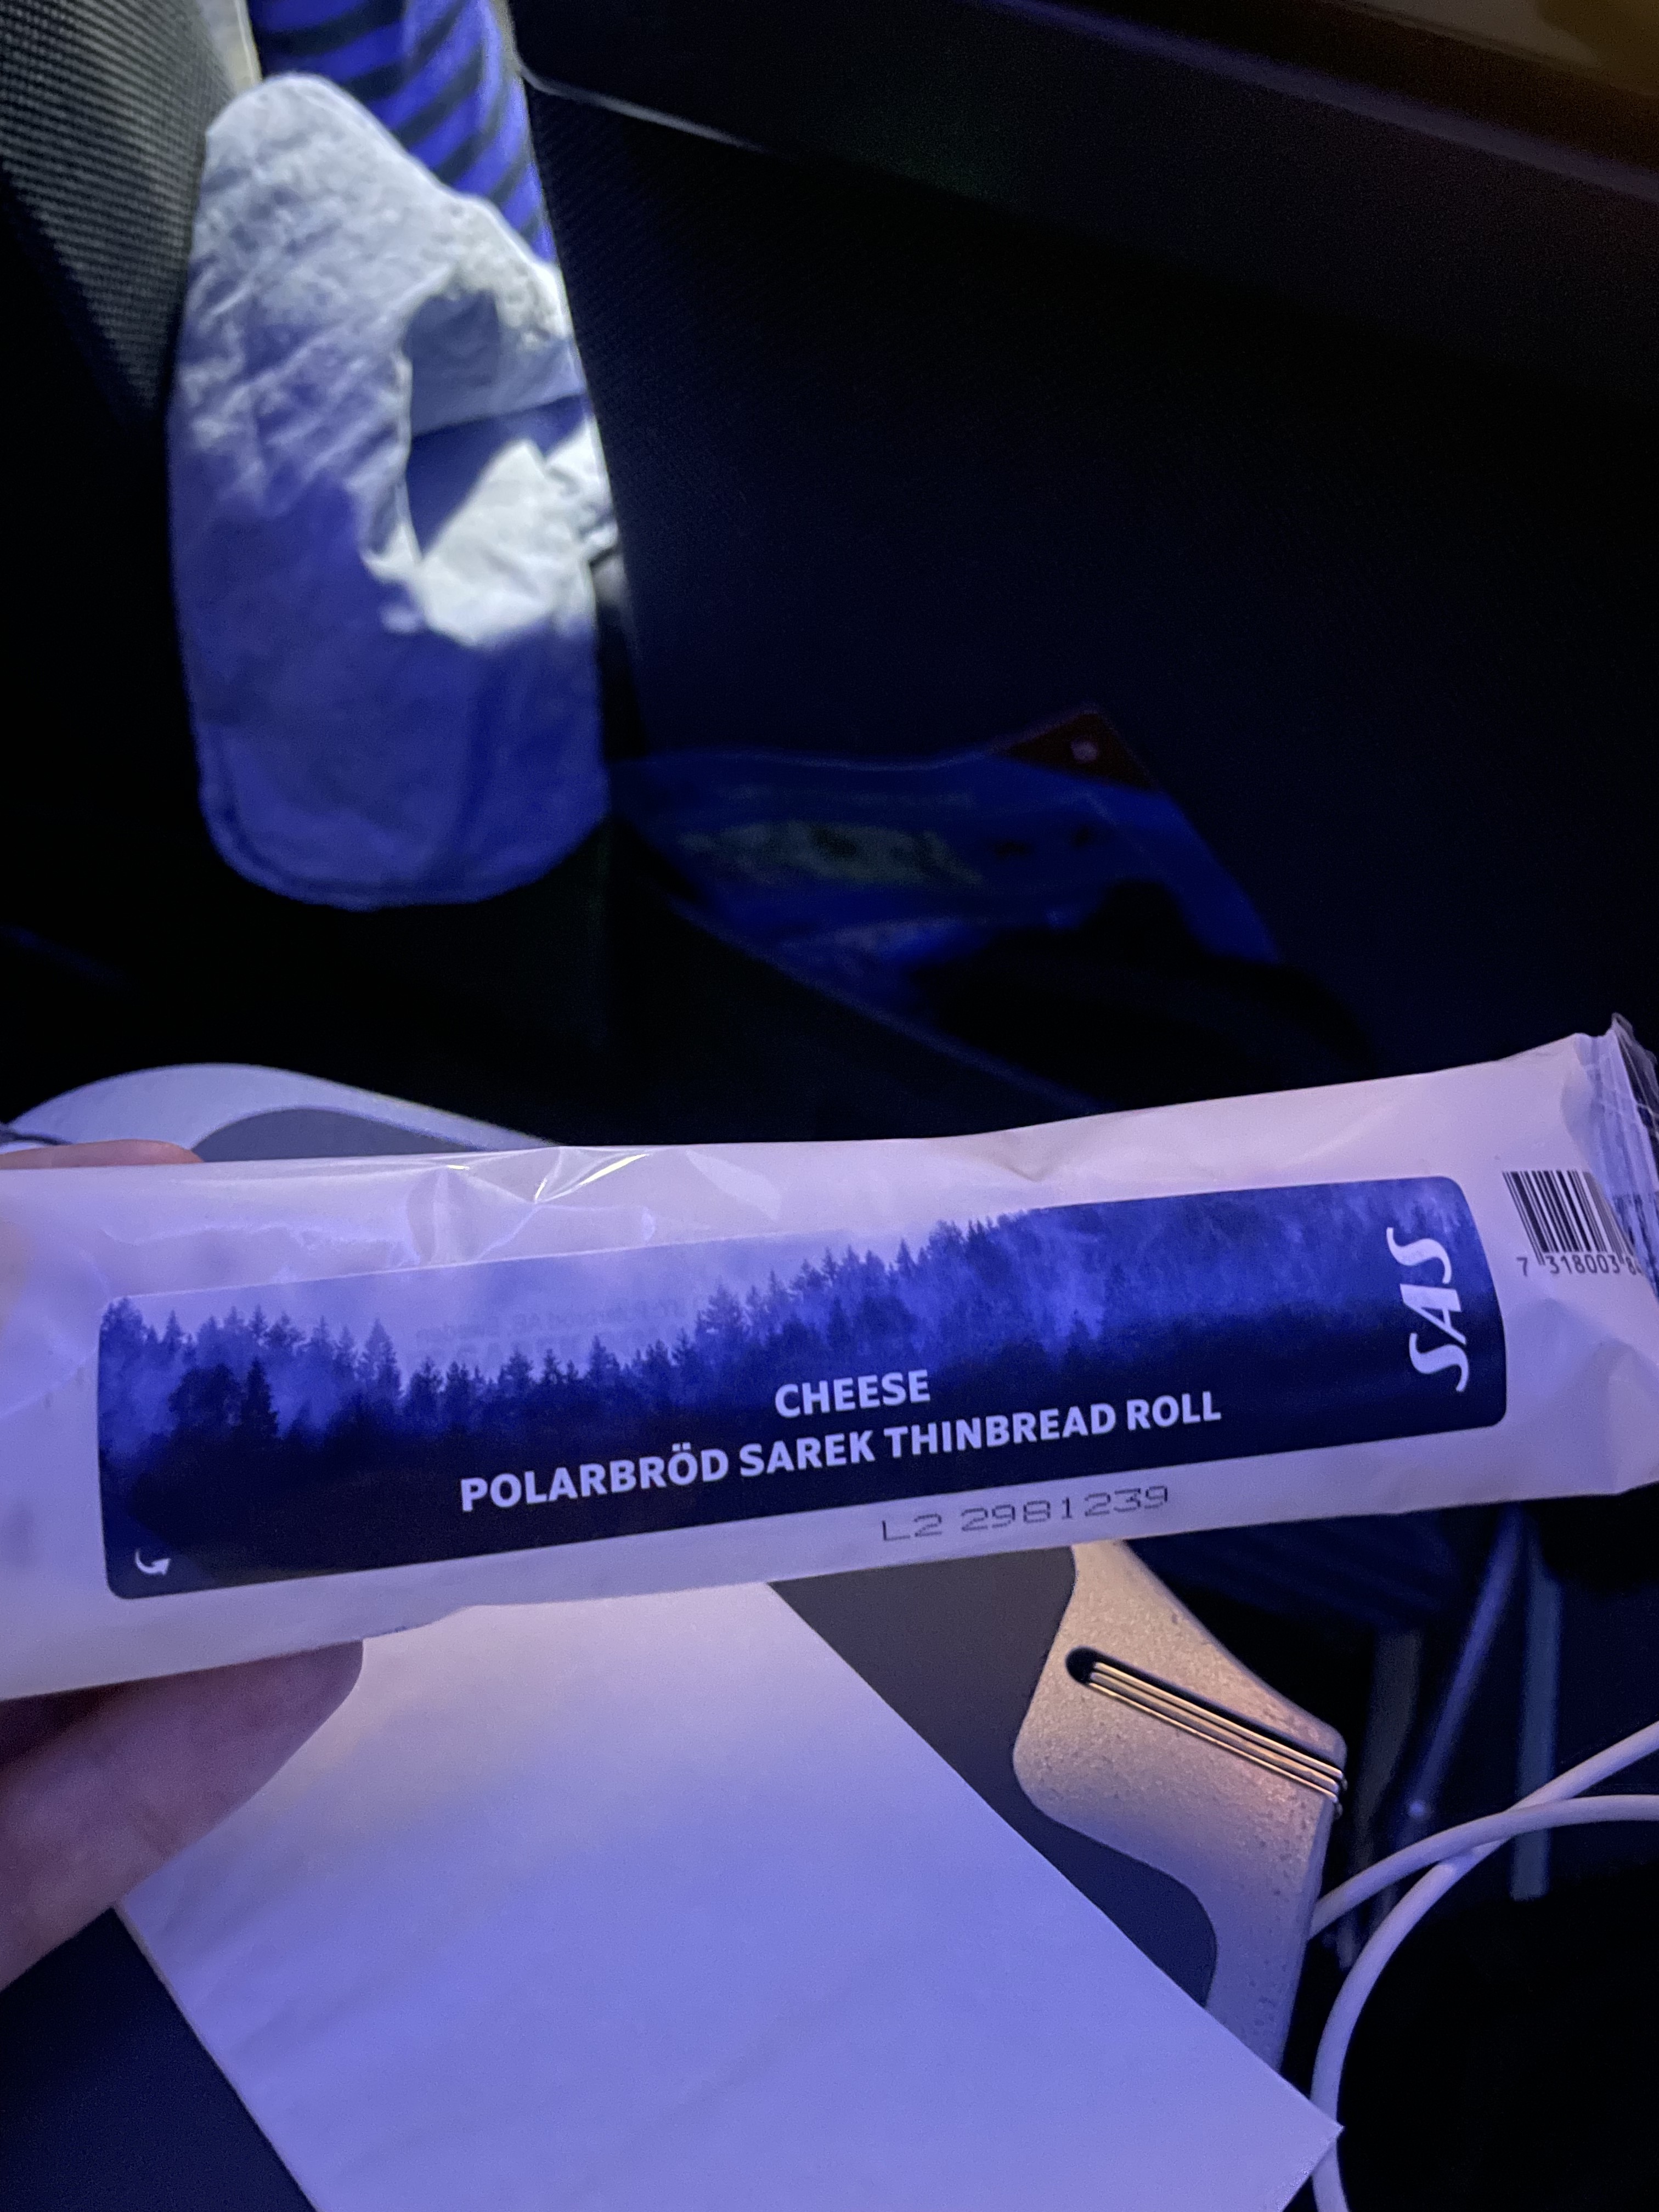 CHEESE
POLARBRÖD SAREK THINBREAD ROLL
SAS
L2 2981239
7 318003